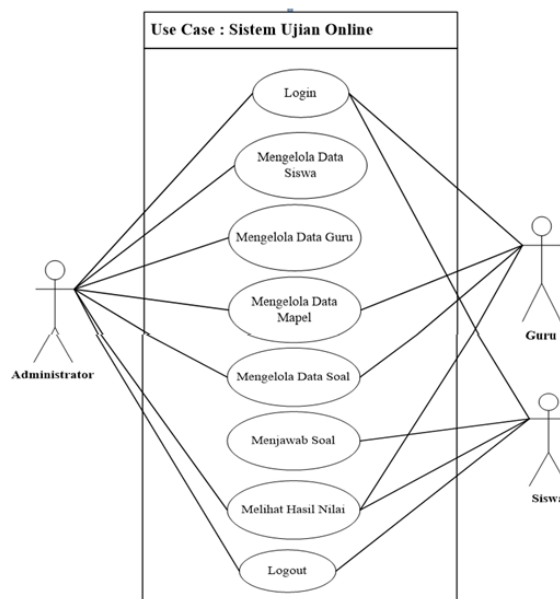 Use Case : Sistem Ujian Online
Login
Mengelola Data
Siswa
Mengelola Data Guru
Mengelola Data
Mapel
Mengelola Data Soal
Menjawab Soal
Melihat Hasil Nilai
Logout
Administrator
Guru
Siswa